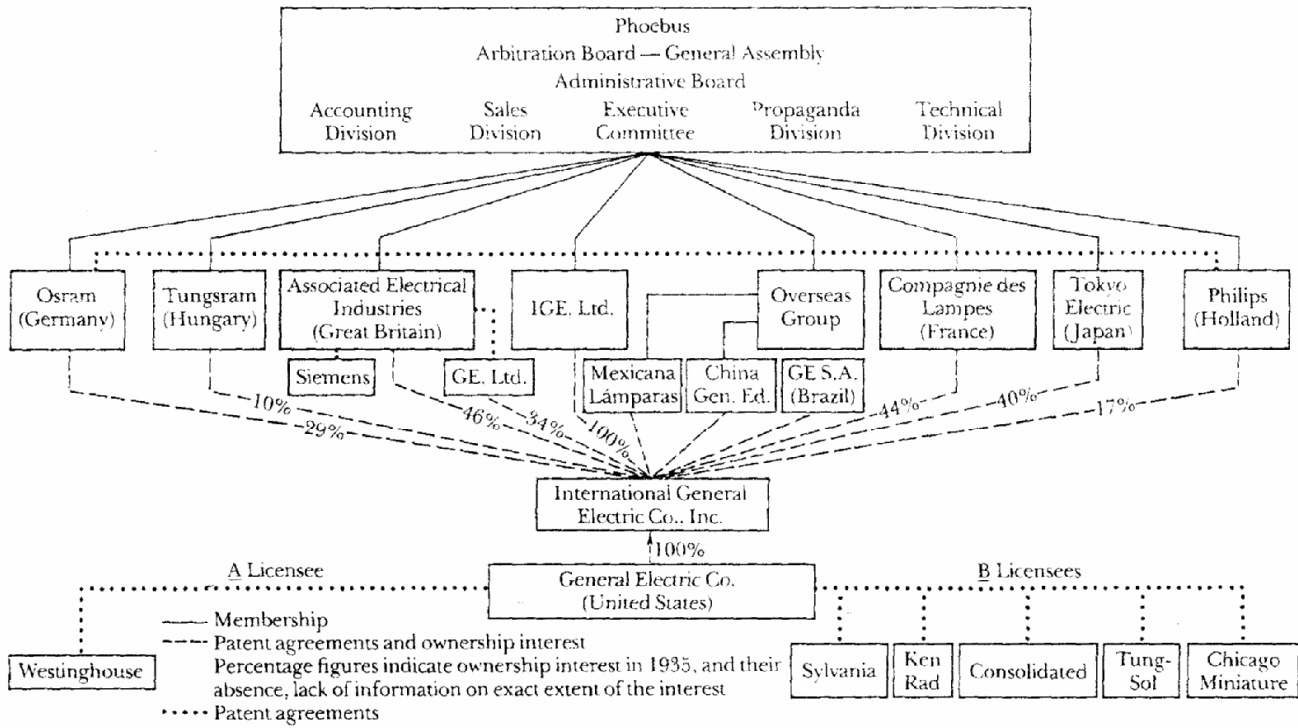 Phoebus
Arbitration Board — General Assembly
Administrative Board
Accounting Division
Sales Division
Executive Committee
Propaganda Division
Technical Division
Osram
(Germany)
Tungsram
(Hungary)
Associated Electrical
Industries
(Great Britain)
IGE. Ltd.
Overseas
Group
Compagnie des
Lampes
(France)
Tokyo
Electric
(Japan)
Philips
(Holland)
Siemens
GE. Ltd.
Mexicana
Lámparas
China
Gen. Ed.
GE S.A.
(Brazil)
10%
29%
46%
34%
100%
44%
40%
17%
International General
Electric Co., Inc.
100%
General Electric Co.
(United States)
A Licensee
B Licensees
Westinghouse
Sylvania
Ken
Rad
Consolidated
Tung-
Sol
Chicago
Miniature
Membership
Patent agreements and ownership interest
Percentage figures indicate ownership interest in 1935, and their
absence, lack of information on exact extent of the interest
Patent agreements